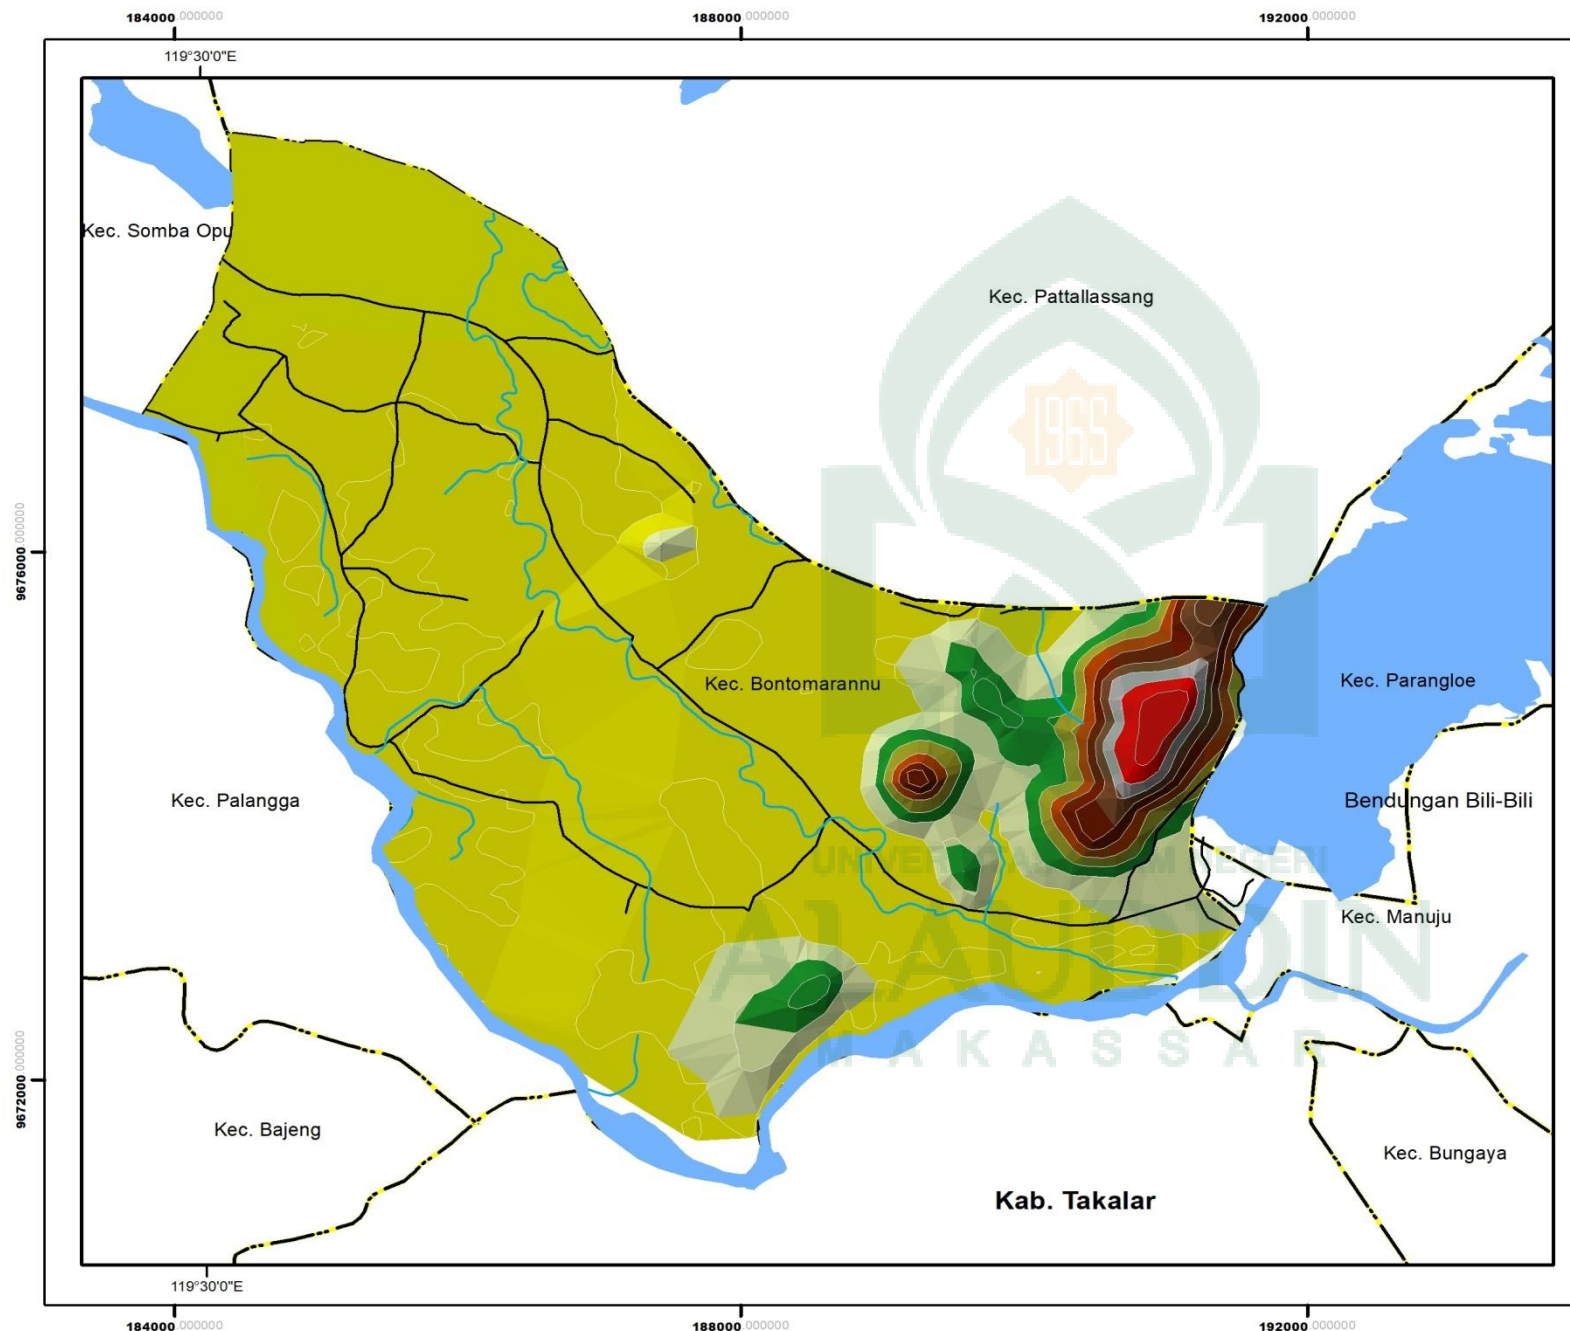 184000.000000
188000.000000
192000.000000
119°30'0"E
Kec. Somba Opu
Kec. Pattallassang
1965
9676000.000000
Kec. Bontomarannu
Kec. Parangloe
Kec. Palangga
Bendungan Bili-Bili
Kec. Manuju
ALAUDDIN
MAKASSAR
9672000.000000
Kec. Bajeng
Kec. Bungaya
Kab. Takalar
119°30'0"E
184000.000000
188000.000000
192000.000000